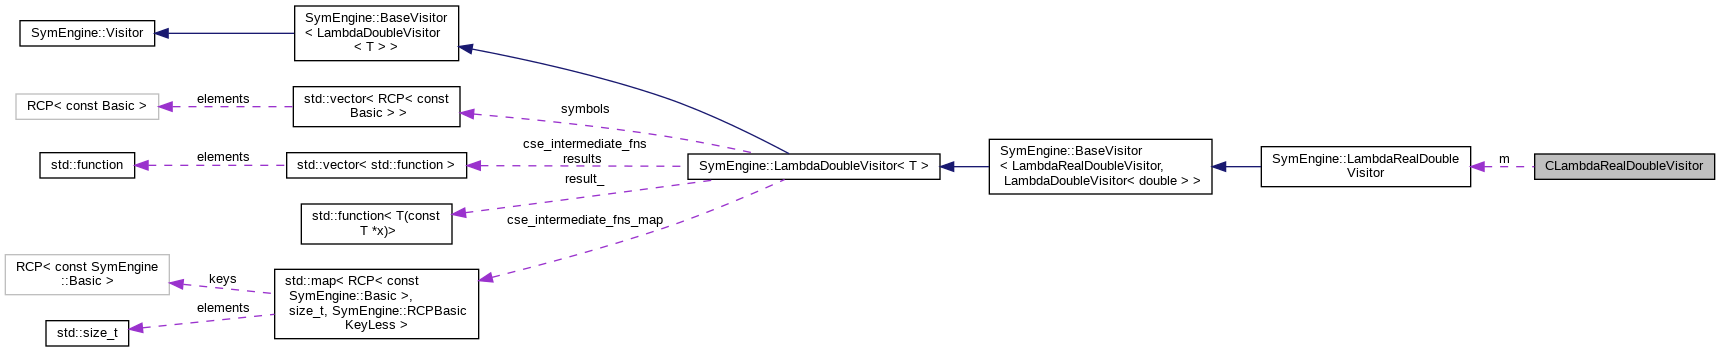 SymEngine::Visitor
SymEngine::BaseVisitor
< LambdaDoubleVisitor
< T > >
RCP< const Basic >
elements
std::vector< RCP< const
Basic > >
symbols
std::function
elements
std::vector< std::function >
cse_intermediate_fns
results
result_
std::function< T(const
T *x)>
cse_intermediate_fns_map
RCP< const SymEngine
::Basic >
keys
elements
std::size_t
std::map< RCP< const
SymEngine::Basic >,
size_t, SymEngine::RCPBasic
KeyLess >
SymEngine::LambdaDoubleVisitor< T >
SymEngine::BaseVisitor
< LambdaRealDoubleVisitor,
LambdaDoubleVisitor< double > >
SymEngine::LambdaRealDouble
Visitor
m
CLambdaRealDoubleVisitor